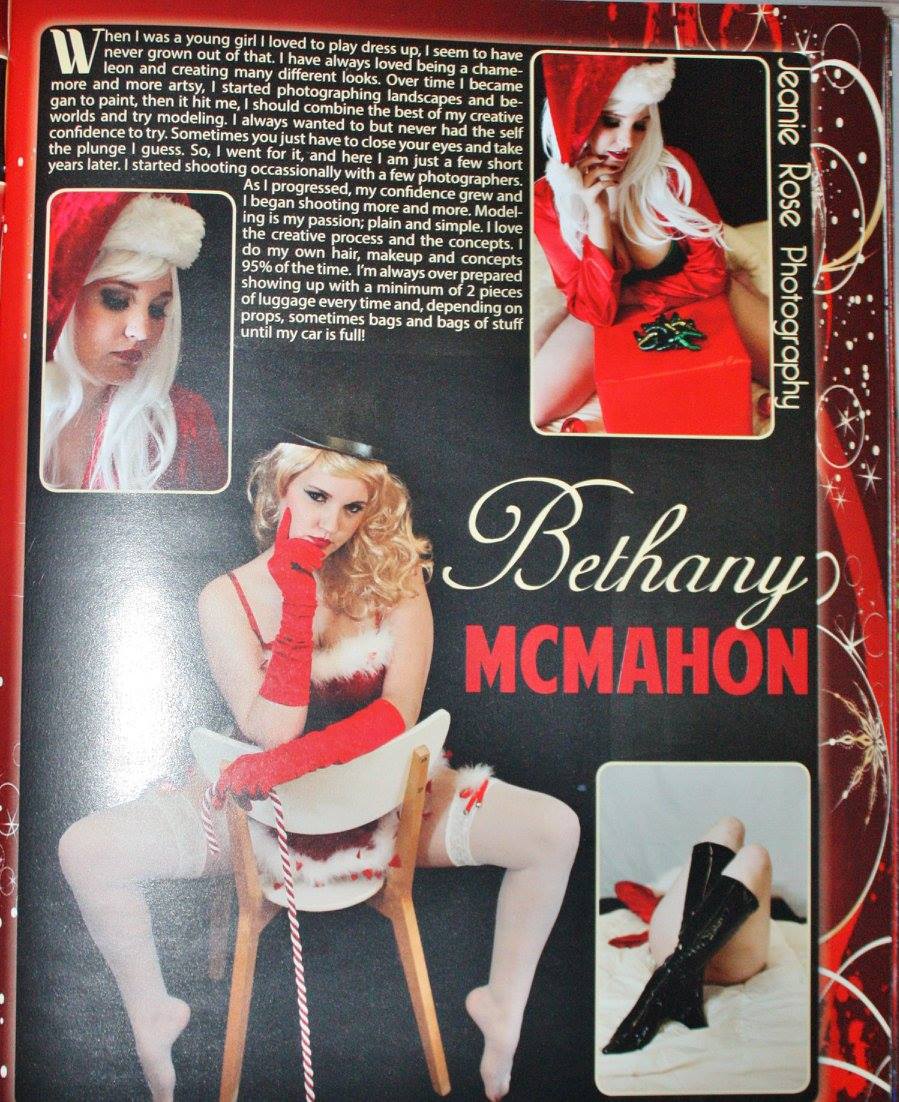 When I was a young girl I loved to play dress up, I seem to have
never grown out of that. I have always loved being a chame-
leon and creating many different looks. Over time I became
more and more artsy, I started photographing landscapes and be-
gan to paint, then it hit me, I should combine the best of my creative
worlds and try modeling. I always wanted to but never had the self
confidence to try. Sometimes you just have to close your eyes and take
the plunge I guess. So, I went for it, and here I am just a few short
years later. I started shooting occassionally with a few photographers.
As I progressed, my confidence grew and
I began shooting more and more. Model-
ing is my passion; plain and simple. I love
the creative process and the concepts. I
do my own hair, makeup and concepts
95% of the time. I'm always over prepared
showing up with a minimum of 2 pieces
of luggage every time and, depending on
props, sometimes bags and bags of stuff
until my car is full!
Jeanie Rose Photography
Bethany
MCMAHON